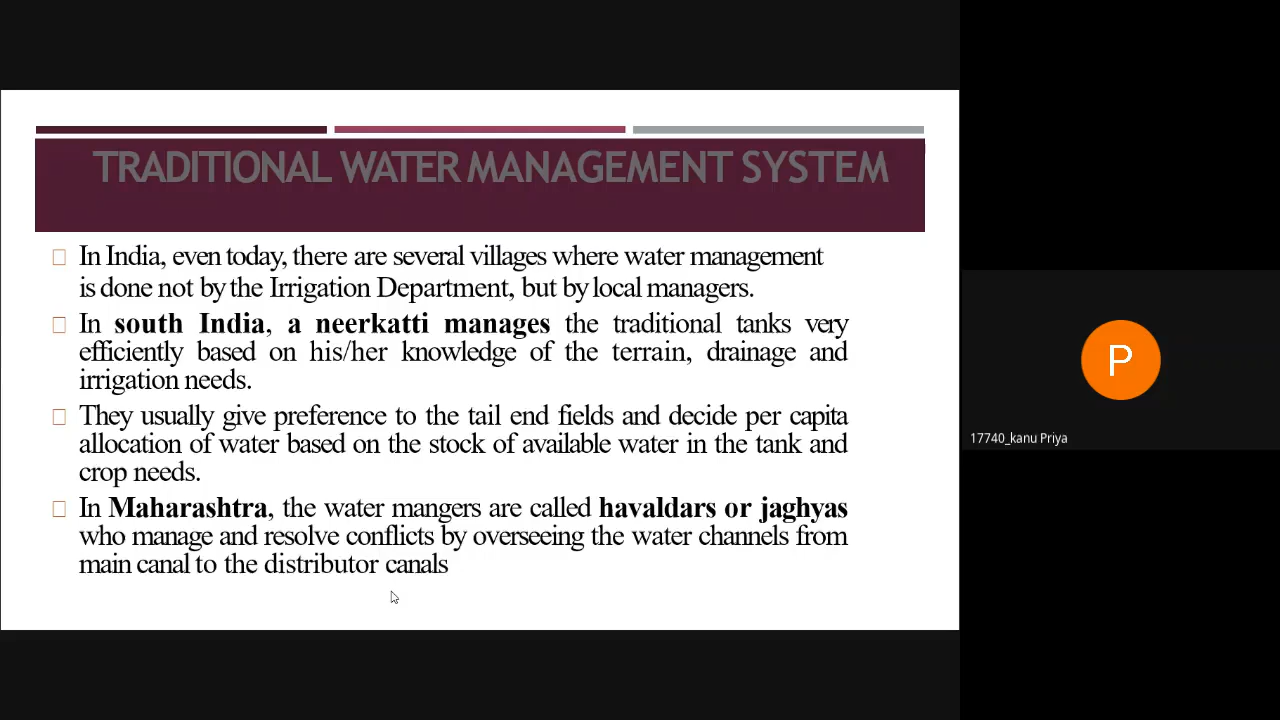 TRADITIONAL WATER MANAGEMENT SYSTEM
In India, even today, there are several villages where water management
is done not by the Irrigation Department, but by local managers.
In south India, a neerkatti manages the traditional tanks very
efficiently based on his/her knowledge of the terrain, drainage and
irrigation needs.
They usually give preference to the tail end fields and decide per capita
allocation of water based on the stock of available water in the tank and
crop needs.
In Maharashtra, the water mangers are called havaldars or jaghyas
who manage and resolve conflicts by overseeing the water channels from
main canal to the distributor canals
P
17740_kanu Priya